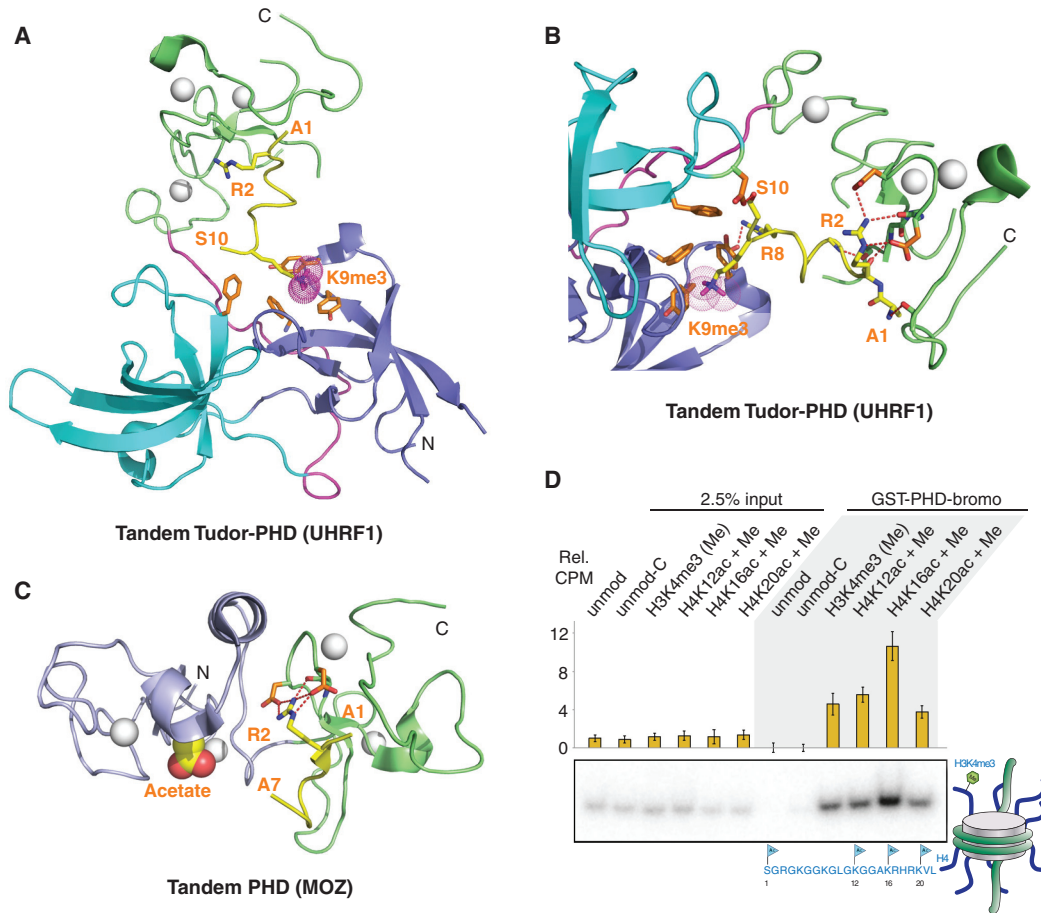 A
C
A1
R2
S10
K9me3
N
Tandem Tudor-PHD (UHRF1)
B
S10
R2
R8
C
K9me3
A1
Tandem Tudor-PHD (UHRF1)
C
N
C
R2
A1
A7
Acetate
Tandem PHD (MOZ)
D
2.5% input
GST-PHD-bromo
Rel.
CPM
unmod
unmod-C
H3K4me3 (Me)
H4K12ac + Me
H4K16ac + Me
H4K20ac + Me
unmod
unmod-C
H3K4me3 (Me)
H4K12ac + Me
H4K16ac + Me
H4K20ac + Me
12
8
4
0
H3K4me3
H4
SGRGKGGKGLGKGGAKRHRKVL
1
12
16
20